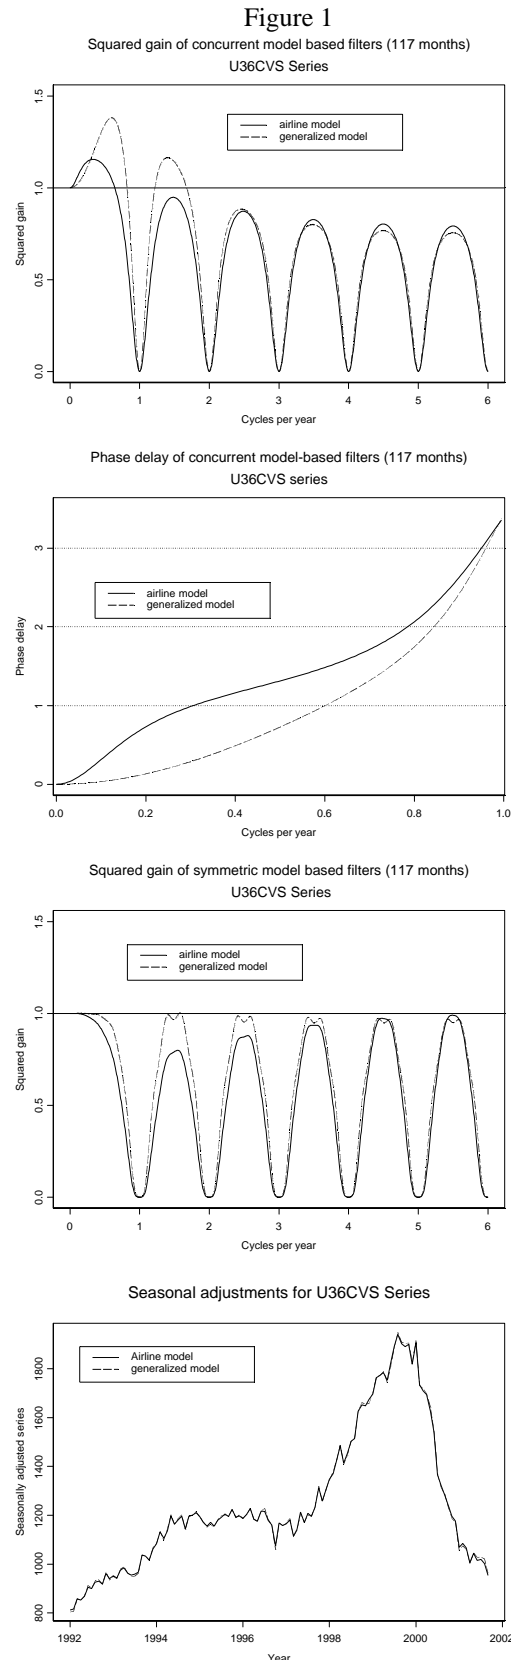 Figure 1
Squared gain of concurrent model based filters (117 months)
U36CVS Series
1.5
airline model
generalized model
1.0
Squared gain
0.5
0.0
0 1 2 3 4 5 6
Cycles per year
Phase delay of concurrent model-based filters (117 months)
U36CVS series
3
airline model
generalized model
2
Phase delay
1
0
0.0 0.2 0.4 0.6 0.8 1.0
Cycles per year
Squared gain of symmetric model based filters (117 months)
U36CVS Series
1.5
airline model
generalized model
1.0
Squared gain
0.5
0.0
0 1 2 3 4 5 6
Cycles per year
Seasonal adjustments for U36CVS Series
Airline model
generalized model
1800
1600
Seasonally adjusted series
1400
1200
1000
800
1992 1994 1996 1998 2000 2002
Year